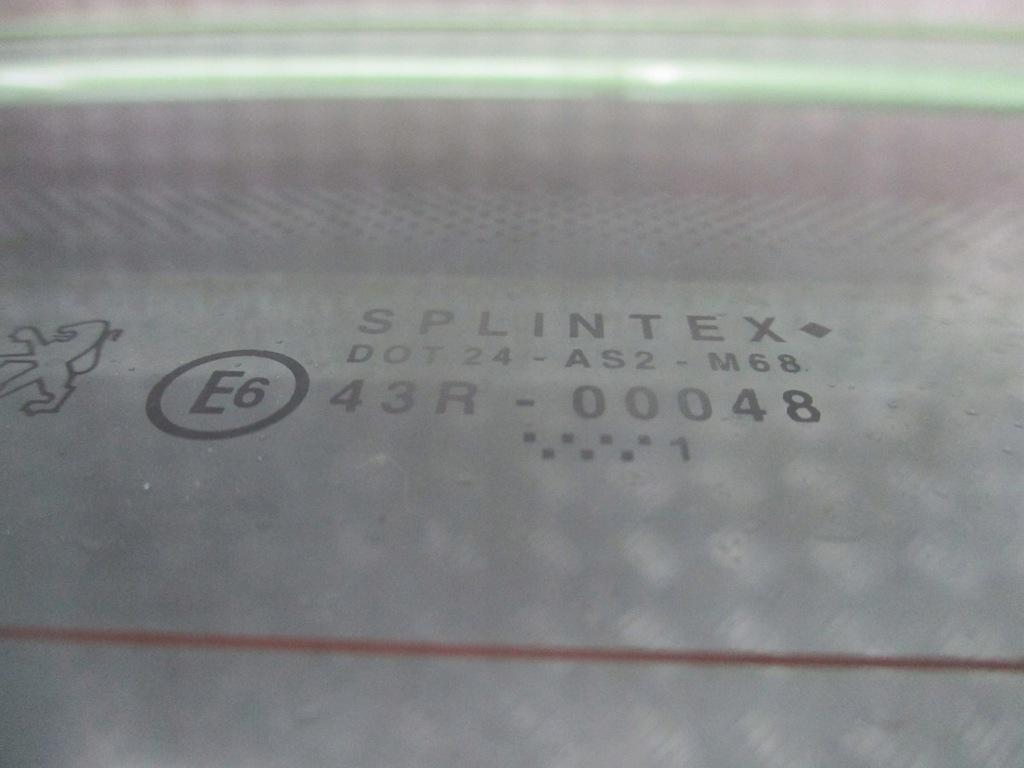 SPLINTEX
DOT 24 - AS2 - M68
E6 43R - 00048
1